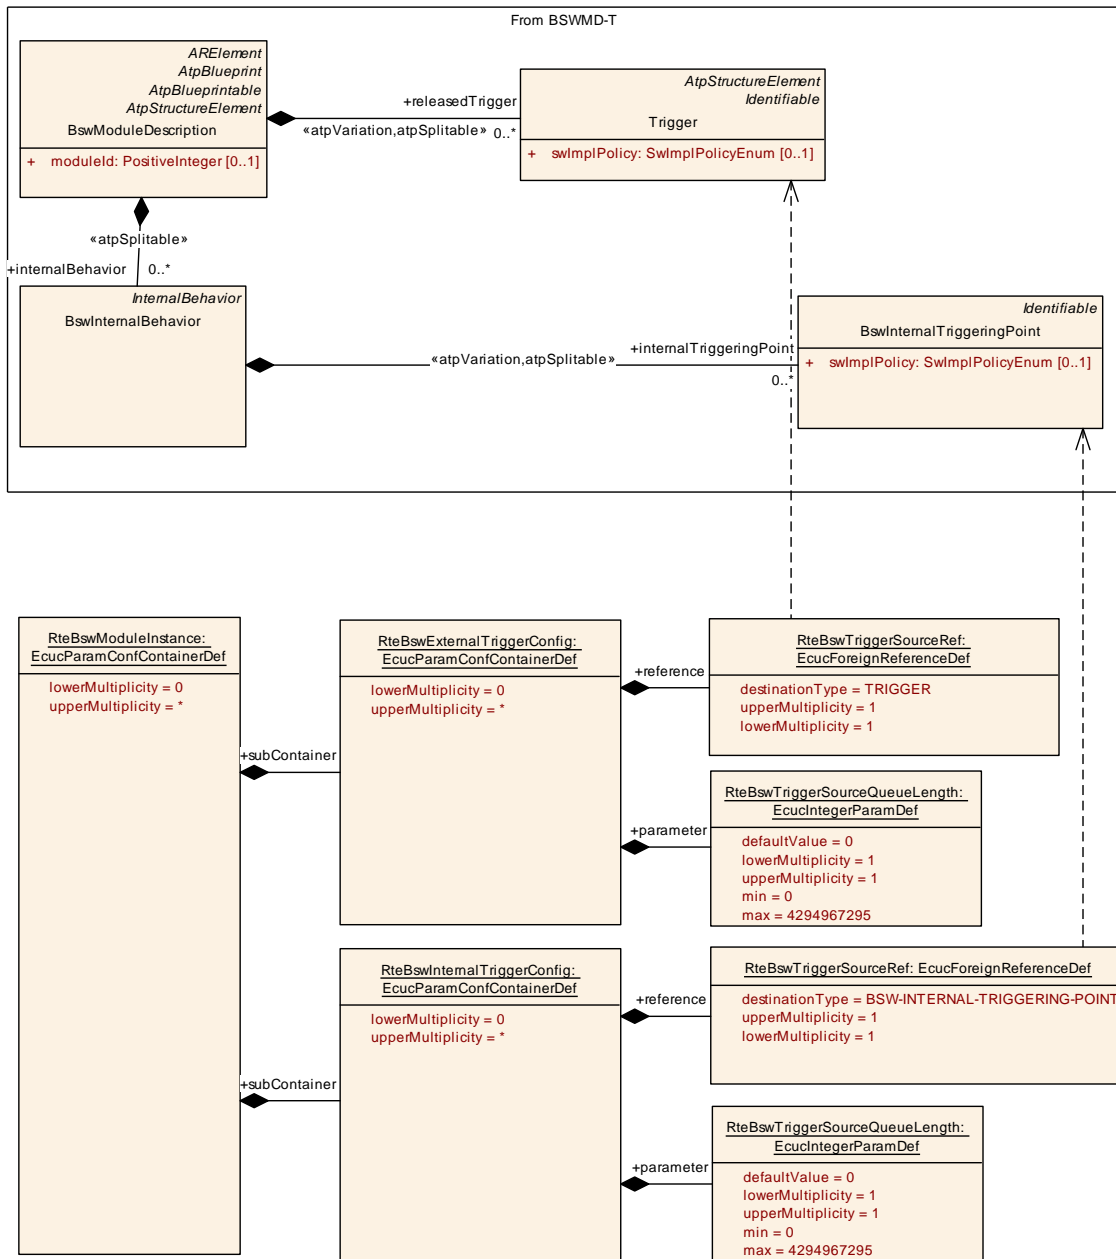 From BSWMD-T
ARElement
AtpBlueprint
AtpBlueprintable
AtpStructureElement
BswModuleDescription
+ moduleId: PositiveInteger [0..1]
+releasedTrigger
«atpVariation,atpSplitable» 0..*
AtpStructureElement
Identifiable
Trigger
+ swImplPolicy: SwImplPolicyEnum [0..1]
«atpSplitable»
+internalBehavior 0..*
InternalBehavior
BswInternalBehavior
+internalTriggeringPoint
«atpVariation,atpSplitable»
0..*
Identifiable
BswInternalTriggeringPoint
+ swImplPolicy: SwImplPolicyEnum [0..1]
RteBswModuleInstance:
EcucParamConfContainerDef
lowerMultiplicity = 0
upperMultiplicity = *
+subContainer
RteBswExternalTriggerConfig:
EcucParamConfContainerDef
lowerMultiplicity = 0
upperMultiplicity = *
+reference
RteBswTriggerSourceRef:
EcucForeignReferenceDef
destinationType = TRIGGER
upperMultiplicity = 1
lowerMultiplicity = 1
+parameter
RteBswTriggerSourceQueueLength:
EcucIntegerParamDef
defaultValue = 0
lowerMultiplicity = 1
upperMultiplicity = 1
min = 0
max = 4294967295
+subContainer
RteBswInternalTriggerConfig:
EcucParamConfContainerDef
lowerMultiplicity = 0
upperMultiplicity = *
+reference
RteBswTriggerSourceRef: EcucForeignReferenceDef
destinationType = BSW-INTERNAL-TRIGGERING-POINT
upperMultiplicity = 1
lowerMultiplicity = 1
+parameter
RteBswTriggerSourceQueueLength:
EcucIntegerParamDef
defaultValue = 0
lowerMultiplicity = 1
upperMultiplicity = 1
min = 0
max = 4294967295